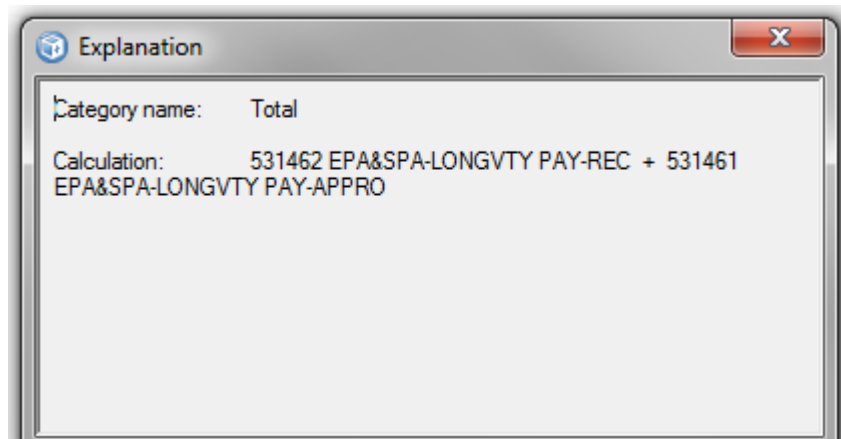 Explanation
Category name: Total
Calculation: 531462 EPA&SPA-LONGVTY PAY-REC + 531461
EPA&SPA-LONGVTY PAY-APPRO